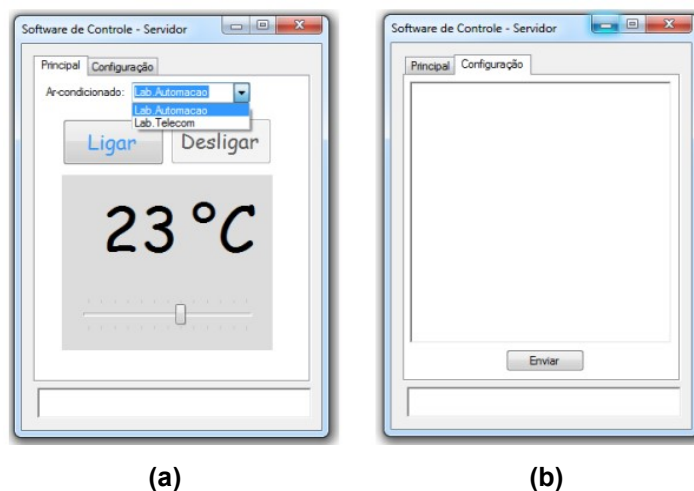 Software de Controle - Servidor
Principal Configuração
Ar-condicionado: Lab.Automacao
Lab.Automacao
Lab.Telecom
Ligar Desligar
23 °C
(a)
Software de Controle - Servidor
Principal Configuração
Enviar
(b)